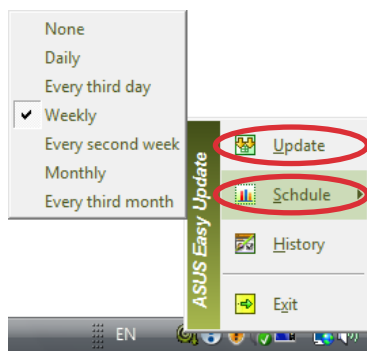 None
Daily
Every third day
Weekly
Every second week
Monthly
Every third month
ASUS Easy Update
Update
Schdule
History
Exit
EN